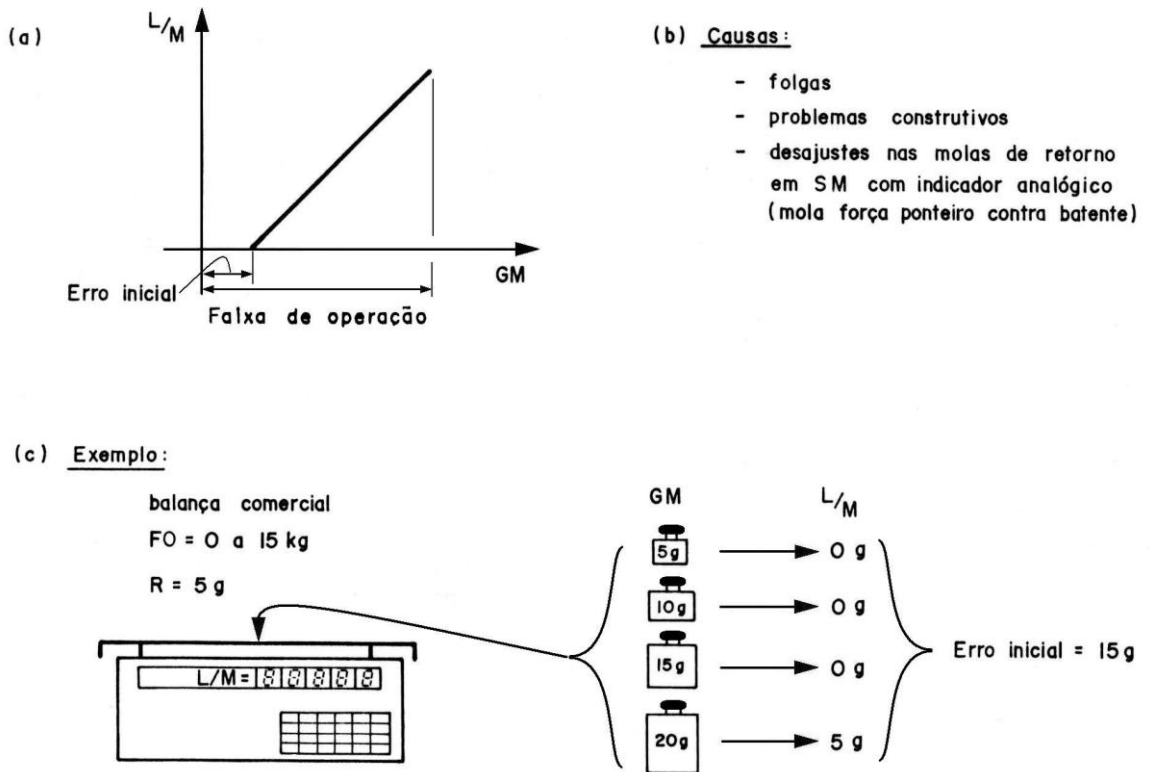 (a)
L/M
GM
Erro inicial
Faixa de operação
(b) Causas:
- folgas
- problemas construtivos
- desajustes nas molas de retorno
em SM com indicador analógico
(mola força ponteiro contra batente)
(c) Exemplo:
balança comercial
FO = 0 a 15 kg
R = 5 g
L/M = 88888
GM L/M
5g 0 g
10g 0 g
15g 0 g
20g 5 g
Erro inicial = 15 g